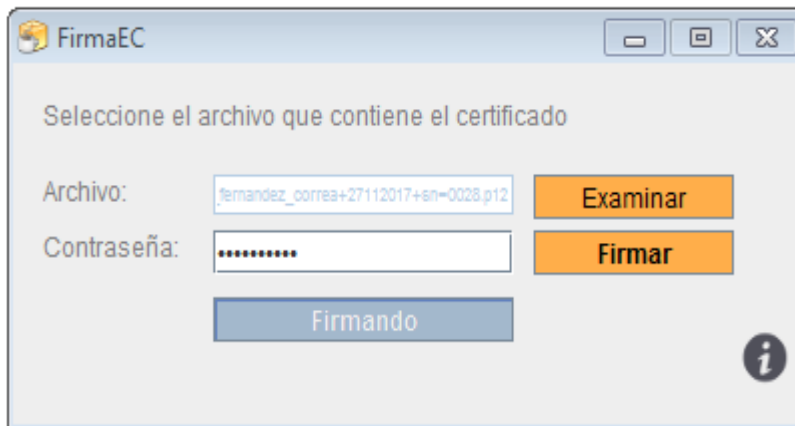 FirmaEC
Seleccione el archivo que contiene el certificado
Archivo: fernandez_correa+27112017+sn=0028.p12 Examinar
Contraseña: •••••••••• Firmar
Firmando
i